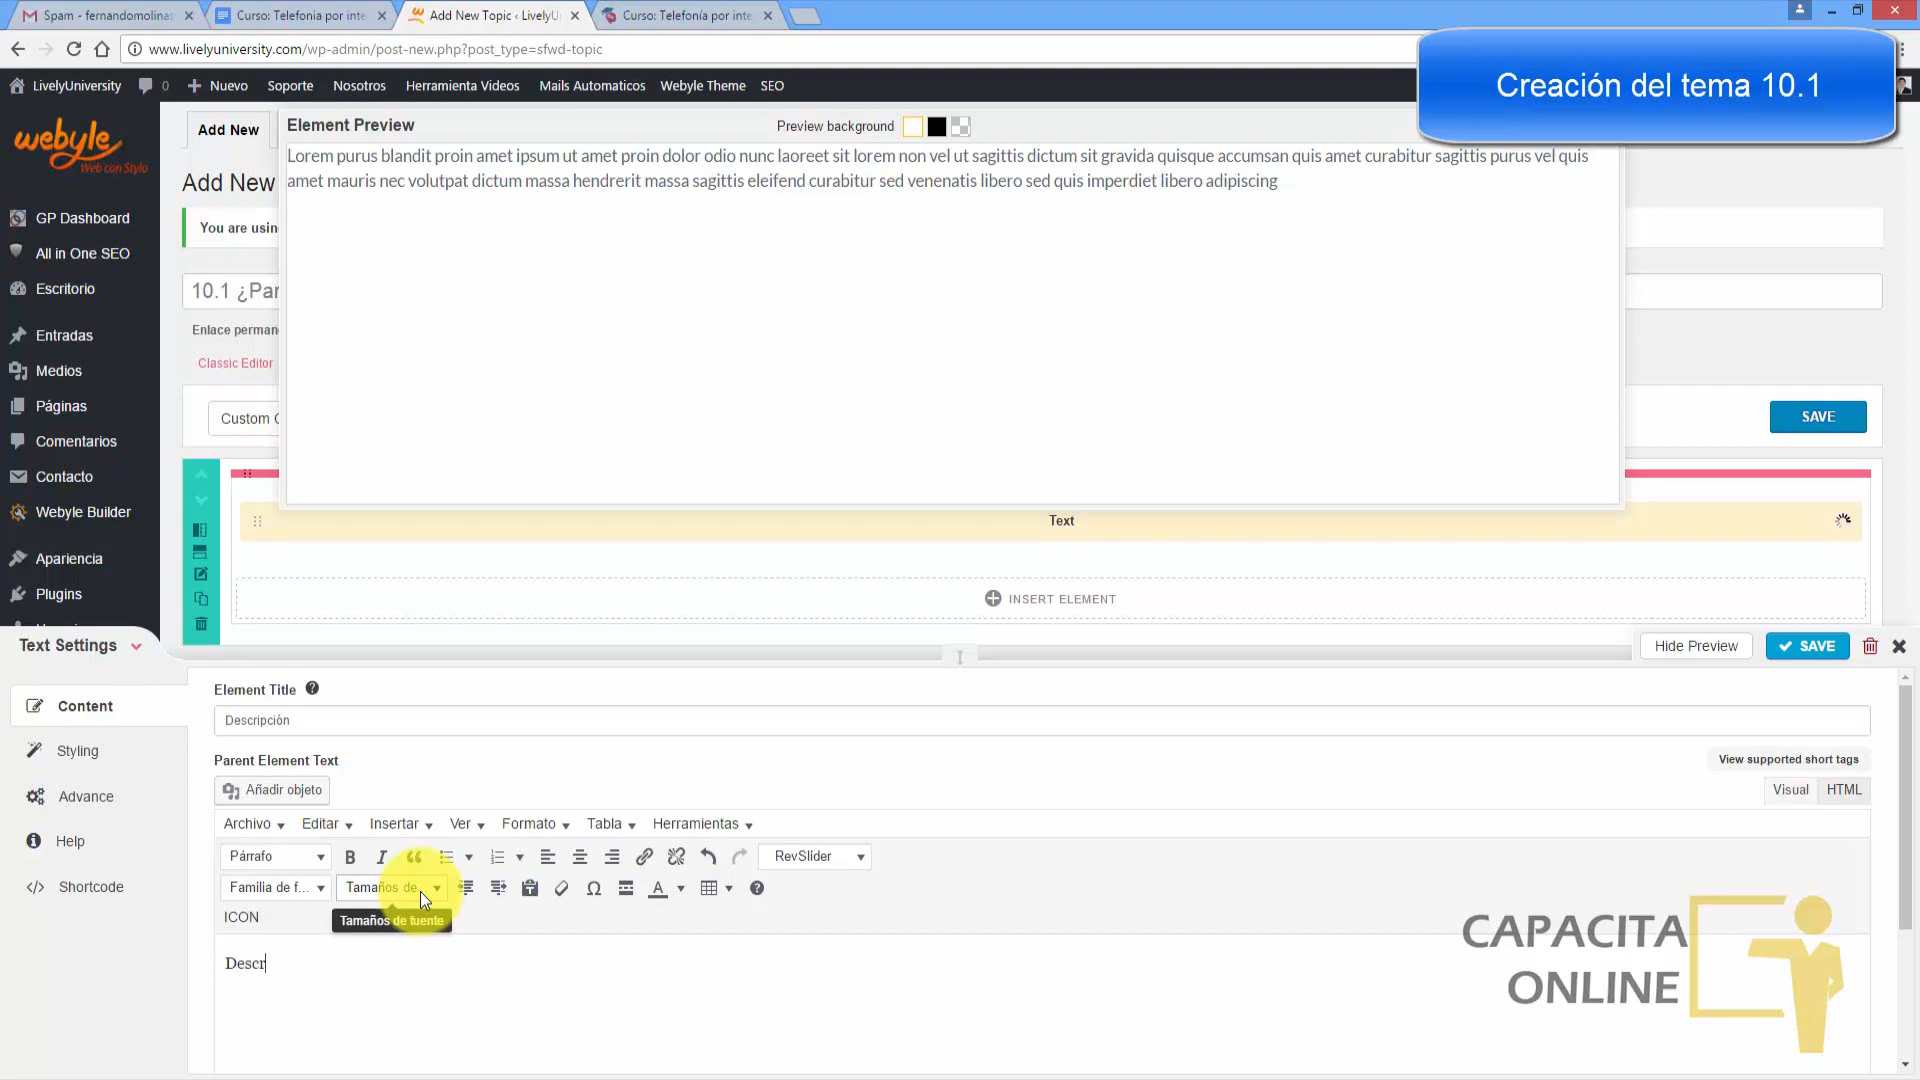 Spam - fernandomolinas
Curso: Telefonia por inte
Add New Topic ‹ LivelyU
Curso: Telefonía por inte
www.livelyuniversity.com/wp-admin/post-new.php?post_type=sfwd-topic
Creación del tema 10.1
LivelyUniversity 0 Nuevo Soporte Nosotros Herramienta Videos Mails Automaticos Webyle Theme SEO
webyle
Web con Stylo
GP Dashboard
All in One SEO
Escritorio
Entradas
Medios
Páginas
Comentarios
Contacto
Webyle Builder
Apariencia
Plugins
Add New
Element Preview
Preview background
Lorem purus blandit proin amet ipsum ut amet proin dolor odio nunc laoreet sit lorem non vel ut sagittis dictum sit gravida quisque accumsan quis amet curabitur sagittis purus vel quis
amet mauris nec volutpat dictum massa hendrerit massa sagittis eleifend curabitur sed venenatis libero sed quis imperdiet libero adipiscing
Add New
You are usin
10.1 ¿Par
Enlace perman
Classic Editor
Custom C
SAVE
Text
INSERT ELEMENT
Text Settings
Hide Preview
SAVE
Content
Styling
Advance
Help
Shortcode
Element Title
Descripción
Parent Element Text
View supported short tags
Añadir objeto
Visual HTML
Archivo Editar Insertar Ver Formato Tabla Herramientas
Párrafo B I RevSlider
Familia de f... Tamaños de. A
ICON
Tamaños de fuente
Descr
CAPACITA
ONLINE